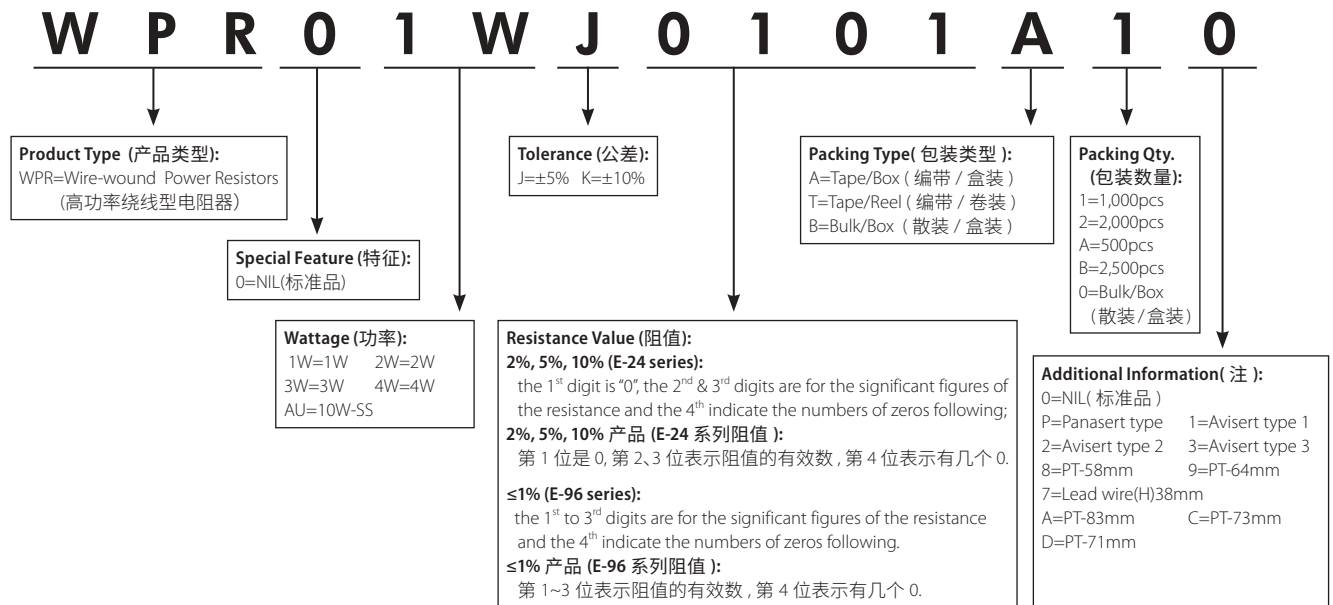 W P R 0 1 W J 0 1 0 1 A 1 0
Product Type (产品类型):
WPR=Wire-wound Power Resistors
(高功率绕线型电阻器)
Special Feature (特征):
0=NIL(标准品)
Wattage (功率):
1W=1W 2W=2W
3W=3W 4W=4W
AU=10W-SS
Tolerance (公差):
J=±5% K=±10%
Resistance Value (阻值):
2%, 5%, 10% (E-24 series):
the 1st digit is “0”, the 2nd & 3rd digits are for the significant figures of
the resistance and the 4th indicate the numbers of zeros following;
2%, 5%, 10% 产品 (E-24 系列阻值 ):
第 1 位是 0, 第 2、3 位表示阻值的有效数 , 第 4 位表示有几个 0.
≤1% (E-96 series):
the 1st to 3rd digits are for the significant figures of the resistance
and the 4th indicate the numbers of zeros following.
≤1% 产品 (E-96 系列阻值 ):
第 1~3 位表示阻值的有效数 , 第 4 位表示有几个 0.
Packing Type( 包装类型 ):
A=Tape/Box ( 编带 / 盒装 )
T=Tape/Reel ( 编带 / 卷装 )
B=Bulk/Box ( 散装 / 盒装 )
Packing Qty.
(包装数量):
1=1,000pcs
2=2,000pcs
A=500pcs
B=2,500pcs
0=Bulk/Box
(散装 / 盒装)
Additional Information( 注 ):
0=NIL( 标准品 )
P=Panasert type 1=Avisert type 1
2=Avisert type 2 3=Avisert type 3
8=PT-58mm 9=PT-64mm
7=Lead wire(H)38mm
A=PT-83mm C=PT-73mm
D=PT-71mm